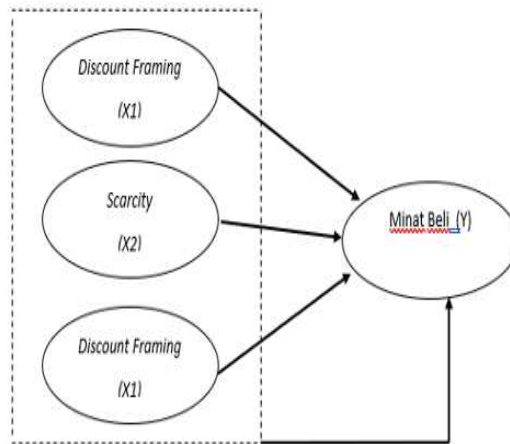 Discount Framing
(X1)
Scarcity
(X2)
Minat Beli (Y)
Discount Framing
(X1)